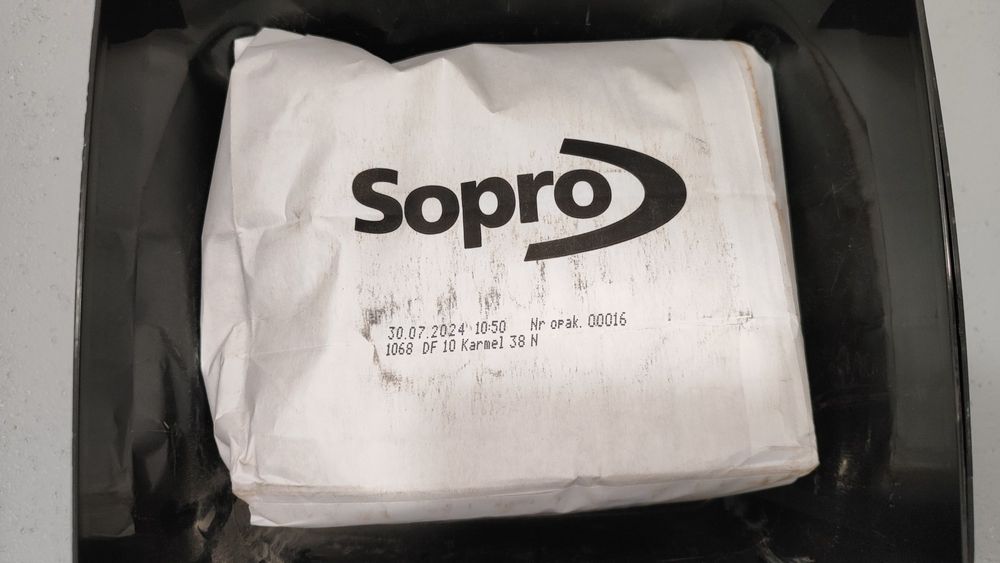 Sopro
30.07.2024 10:50 Nr opak. 00016
1068 DF 10 Karmel 38 N